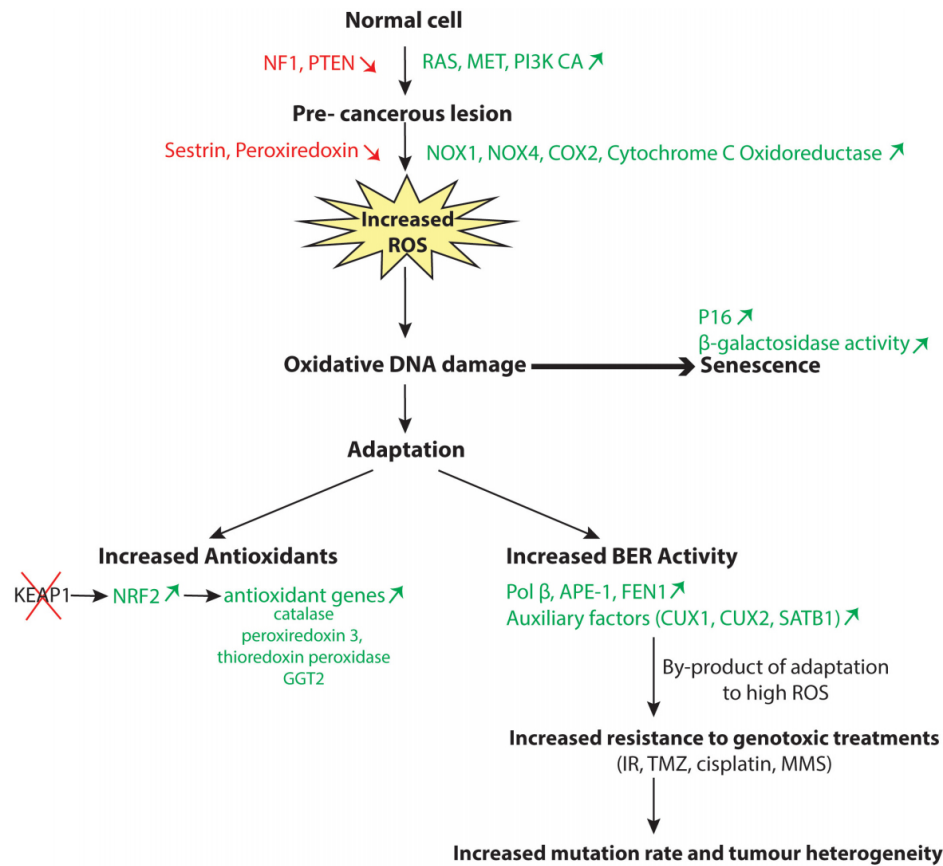 Normal cell
NF1, PTEN ↘
RAS, MET, PI3K CA ↗
Pre- cancerous lesion
Sestrin, Peroxiredoxin ↘
NOX1, NOX4, COX2, Cytochrome C Oxidoreductase ↗
Increased
ROS
P16 ↗
β-galactosidase activity ↗
Oxidative DNA damage
Senescence
Adaptation
Increased Antioxidants
KEAP1
NRF2 ↗
antioxidant genes ↗
catalase
peroxiredoxin 3,
thioredoxin peroxidase
GGT2
Increased BER Activity
Pol β, APE-1, FEN1 ↗
Auxiliary factors (CUX1, CUX2, SATB1) ↗
By-product of adaptation
to high ROS
Increased resistance to genotoxic treatments
(IR, TMZ, cisplatin, MMS)
Increased mutation rate and tumour heterogeneity